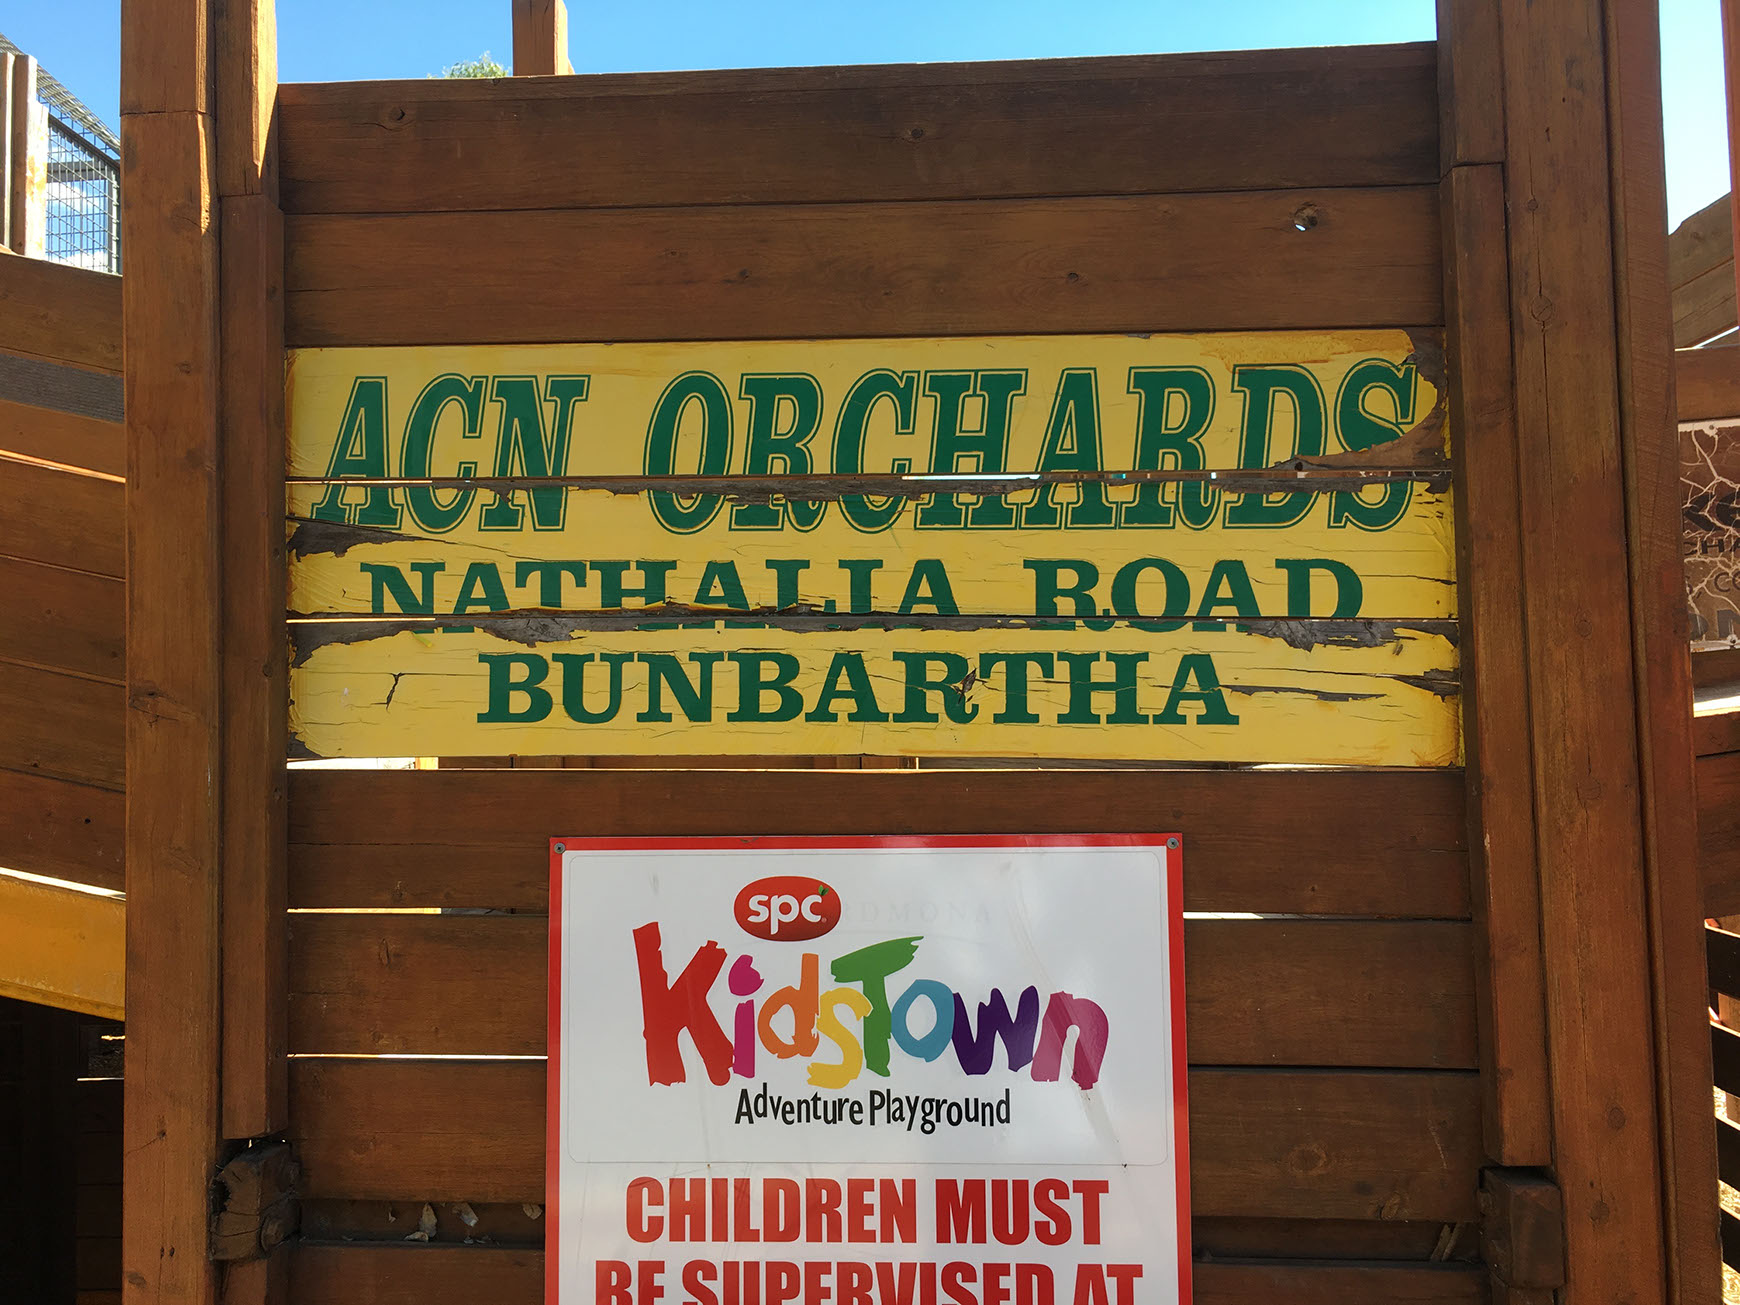 ACN ORCHARDS
NATHALIA ROAD
BUNBARTHA
spc
KidsTown
Adventure Playground
CHILDREN MUST
BE SUPERVISED AT